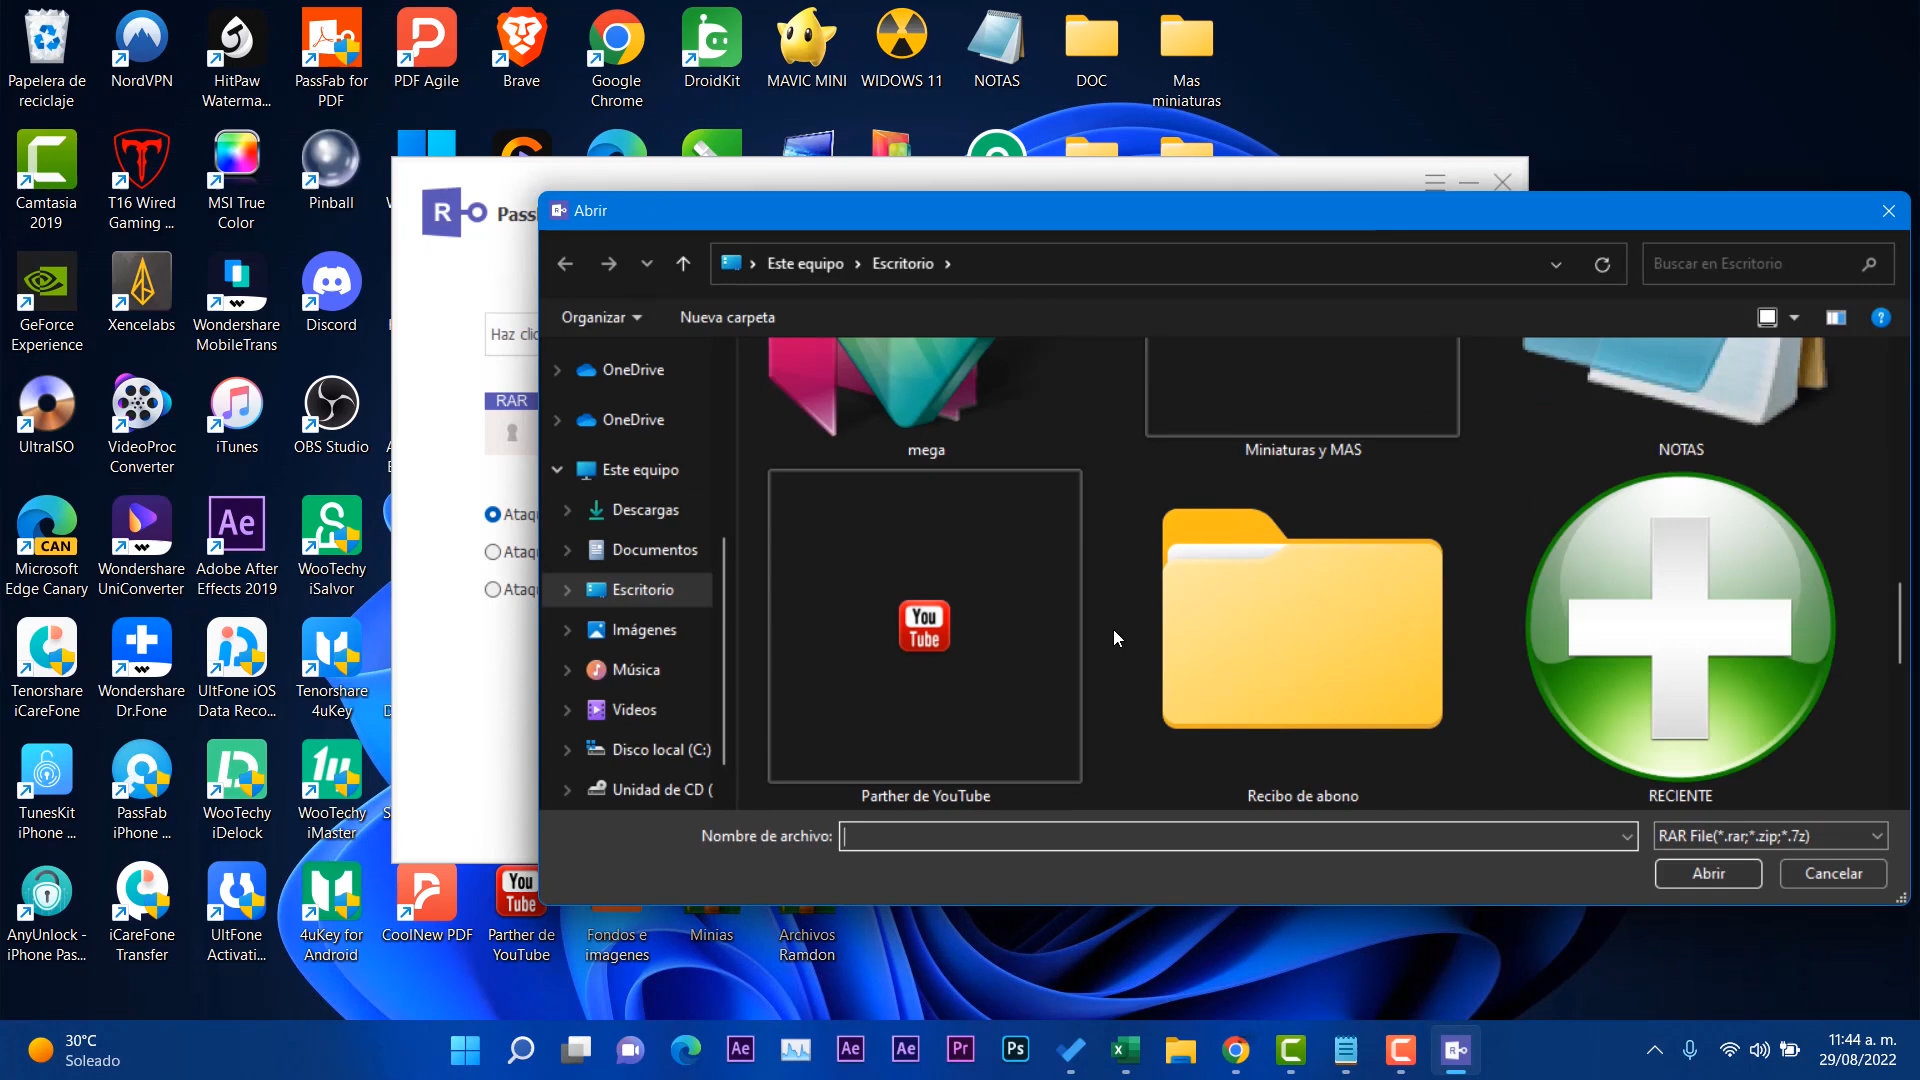 Papelera de
reciclaje
NordVPN
HitPaw
Waterma...
PassFab for
PDF
PDF Agile
Brave
Google
Chrome
DroidKit
MAVIC MINI
WIDOWS 11
NOTAS
DOC
Mas
miniaturas
Camtasia
2019
T16 Wired
Gaming ...
MSI True
Color
Pinball
GeForce
Experience
Xencelabs
Wondershare
MobileTrans
Discord
UltraISO
VideoProc
Converter
iTunes
OBS Studio
CAN
Microsoft
Edge Canary
Wondershare
UniConverter
Ae
Adobe After
Effects 2019
WooTechy
iSalvor
Tenorshare
iCareFone
Wondershare
Dr.Fone
UltFone iOS
Data Reco...
Tenorshare
4uKey
TunesKit
iPhone ...
PassFab
iPhone ...
WooTechy
iDelock
WooTechy
iMaster
AnyUnlock -
iPhone Pas...
iCareFone
Transfer
UltFone
Activati...
4uKey for
Android
CoolNew PDF
You
Tube
Parther de
YouTube
Fondos e
imagenes
Minias
Archivos
Ramdon
R
Pass
Haz clic
RAR
Ataq
Ataq
Ataq
Abrir
Este equipo
Escritorio
Buscar en Escritorio
Organizar
Nueva carpeta
OneDrive
OneDrive
Este equipo
Descargas
Documentos
Escritorio
Imágenes
Música
Videos
Disco local (C:)
Unidad de CD (
mega
Miniaturas y MAS
NOTAS
You
Tube
Parther de YouTube
Recibo de abono
RECIENTE
Nombre de archivo:
RAR File(*.rar;*.zip;*.7z)
Abrir
Cancelar
30°C
Soleado
Ae
Ae
Ae
Pr
Ps
11:44 a. m.
29/08/2022